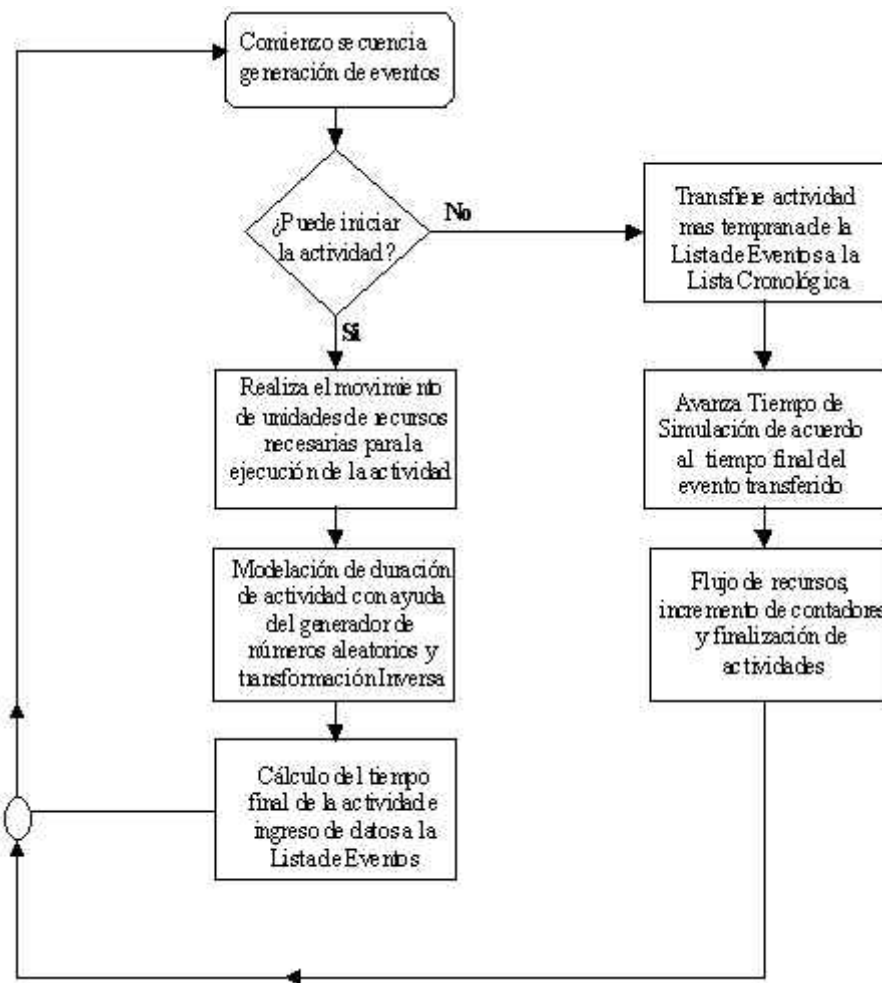 Comienzo secuencia
generación de eventos
¿Puede iniciar
la actividad?
No
Si
Transfiere actividad
mas temprana de la
Lista de Eventos a la
Lista Cronológica
Realiza el movimiento
de unidades de recursos
necesarias para la
ejecución de la actividad
Avanza Tiempo de
Simulación de acuerdo
al tiempo final del
evento transferido
Modelación de duración
de actividad con ayuda
del generador de
números aleatorios y
transformación Inversa
Flujo de recursos,
incremento de contadores
y finalización de
actividades
Cálculo del tiempo
final de la actividad e
ingreso de datos a la
Lista de Eventos